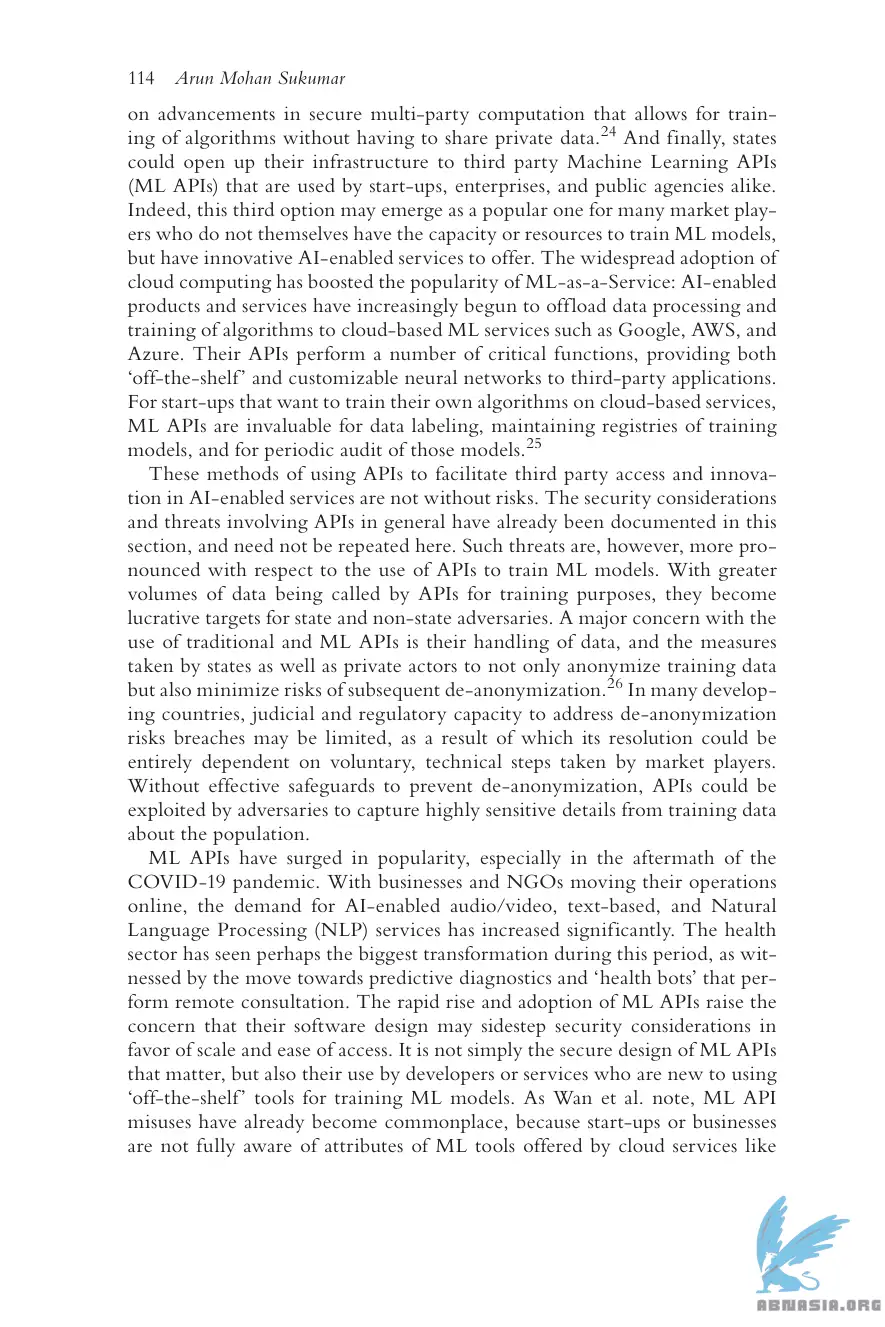 114 Arun Mohan Sukumar
on advancements in secure multi-party computation that allows for train-
ing of algorithms without having to share private data.24 And finally, states
could open up their infrastructure to third party Machine Learning APIs
(ML APIs) that are used by start-ups, enterprises, and public agencies alike.
Indeed, this third option may emerge as a popular one for many market play-
ers who do not themselves have the capacity or resources to train ML models,
but have innovative AI-enabled services to offer. The widespread adoption of
cloud computing has boosted the popularity of ML-as-a-Service: AI-enabled
products and services have increasingly begun to offload data processing and
training of algorithms to cloud-based ML services such as Google, AWS, and
Azure. Their APIs perform a number of critical functions, providing both
‘off-the-shelf’ and customizable neural networks to third-party applications.
For start-ups that want to train their own algorithms on cloud-based services,
ML APIs are invaluable for data labeling, maintaining registries of training
models, and for periodic audit of those models.25
These methods of using APIs to facilitate third party access and innova-
tion in AI-enabled services are not without risks. The security considerations
and threats involving APIs in general have already been documented in this
section, and need not be repeated here. Such threats are, however, more pro-
nounced with respect to the use of APIs to train ML models. With greater
volumes of data being called by APIs for training purposes, they become
lucrative targets for state and non-state adversaries. A major concern with the
use of traditional and ML APIs is their handling of data, and the measures
taken by states as well as private actors to not only anonymize training data
but also minimize risks of subsequent de-anonymization.26 In many develop-
ing countries, judicial and regulatory capacity to address de-anonymization
risks breaches may be limited, as a result of which its resolution could be
entirely dependent on voluntary, technical steps taken by market players.
Without effective safeguards to prevent de-anonymization, APIs could be
exploited by adversaries to capture highly sensitive details from training data
about the population.
ML APIs have surged in popularity, especially in the aftermath of the
COVID-19 pandemic. With businesses and NGOs moving their operations
online, the demand for AI-enabled audio/video, text-based, and Natural
Language Processing (NLP) services has increased significantly. The health
sector has seen perhaps the biggest transformation during this period, as wit-
nessed by the move towards predictive diagnostics and ‘health bots’ that per-
form remote consultation. The rapid rise and adoption of ML APIs raise the
concern that their software design may sidestep security considerations in
favor of scale and ease of access. It is not simply the secure design of ML APIs
that matter, but also their use by developers or services who are new to using
‘off-the-shelf’ tools for training ML models. As Wan et al. note, ML API
misuses have already become commonplace, because start-ups or businesses
are not fully aware of attributes of ML tools offered by cloud services like
ABNASIA.ORG